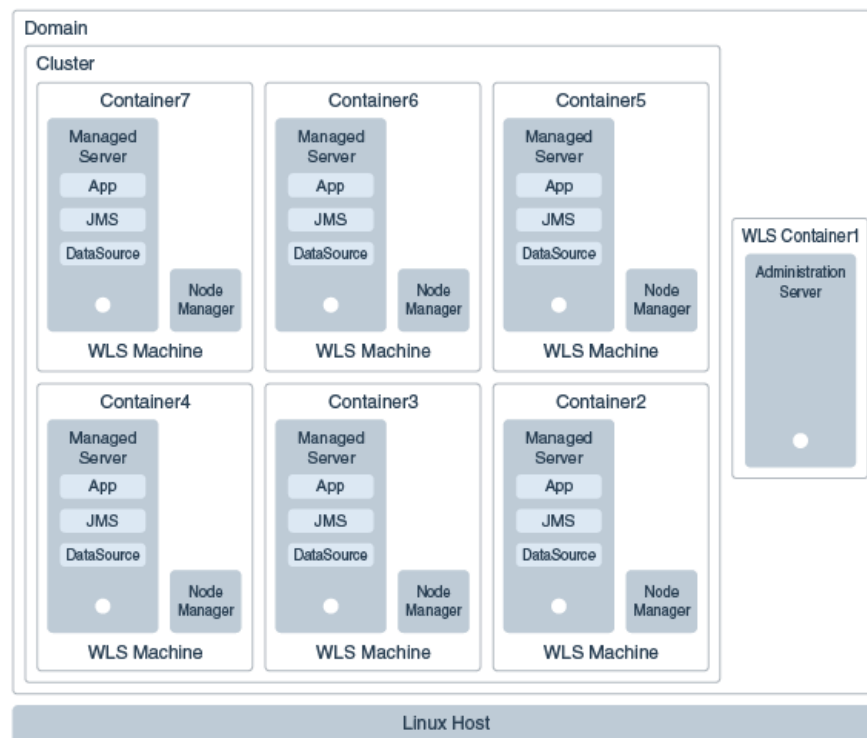 Domain
Cluster
Container7
Managed
Server
App
JMS
DataSource
Node
Manager
WLS Machine
Container6
Managed
Server
App
JMS
DataSource
Node
Manager
WLS Machine
Container5
Managed
Server
App
JMS
DataSource
Node
Manager
WLS Machine
WLS Container1
Administration
Server
Container4
Managed
Server
App
JMS
DataSource
Node
Manager
WLS Machine
Container3
Managed
Server
App
JMS
DataSource
Node
Manager
WLS Machine
Container2
Managed
Server
App
JMS
DataSource
Node
Manager
WLS Machine
Linux Host